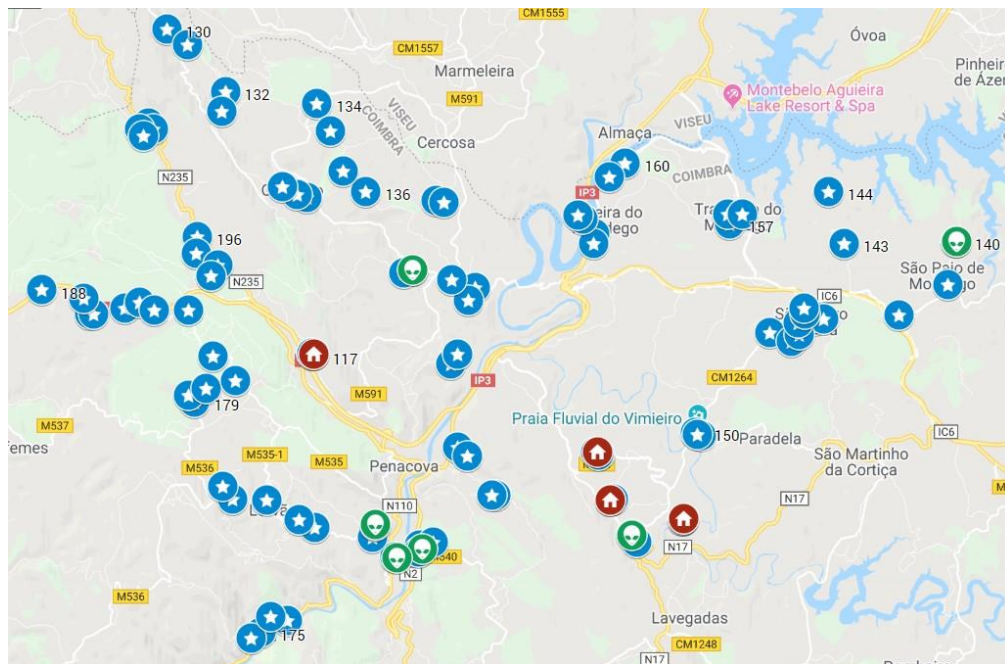 CM1555
130
CM1557
Óvoa
Marmeleira
Pinheiro
de Ázer
132
134
M591
VISEU
COIMBRA
Montebelo Aguieira
Lake Resort & Spa
Cercosa
Almaça
VISEU
N235
160
COIMBRA
136
IP3
144
157
196
143
140
São Paio de
N235
188
IC6
117
IP3
M591
CM1264
179
M537
Praia Fluvial do Vimieiro
150
Paradela
IC6
São Martinho
da Cortiça
M535-1
M536
M535
Penacova
N110
N17
N17
N2
M536
Lavegadas
175
CM1248
N17